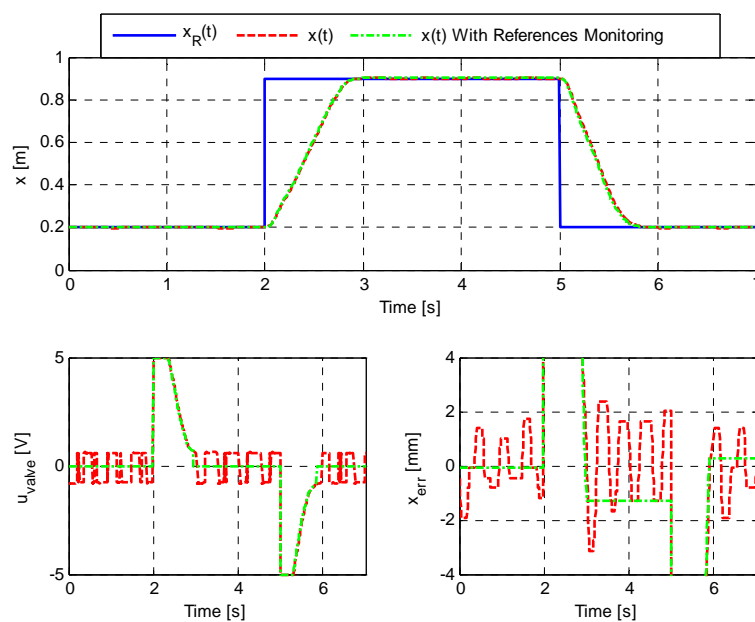 x_R(t) x(t) x(t) With References Monitoring
1
0.8
0.6
0.4
0.2
0
x [m]
0 1 2 3 4 5 6 7
Time [s]
5
0
-5
u_valve [V]
0 2 4 6
Time [s]
4
2
0
-2
-4
x_err [mm]
0 2 4 6
Time [s]